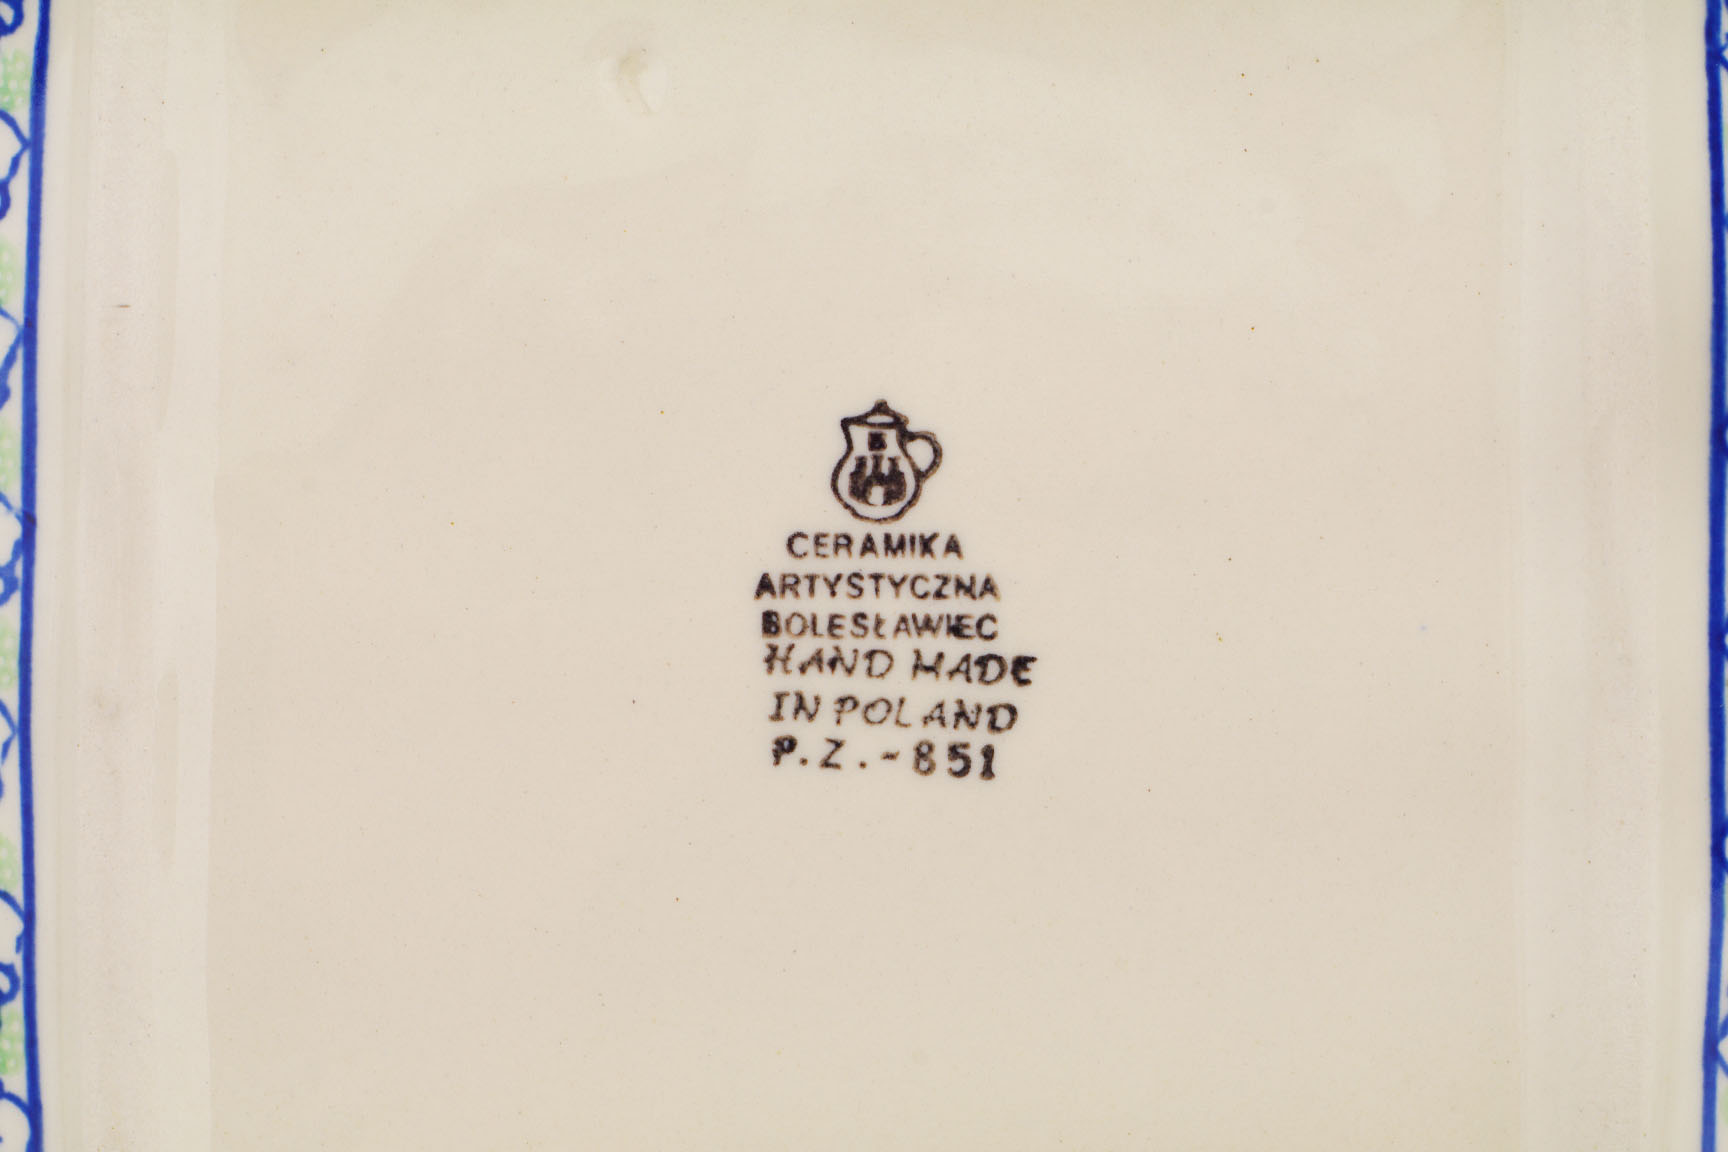 CERAMIKA
ARTYSTYCZNA
BOLESŁAWIEC
HAND MADE
IN POLAND
P.Z.-851